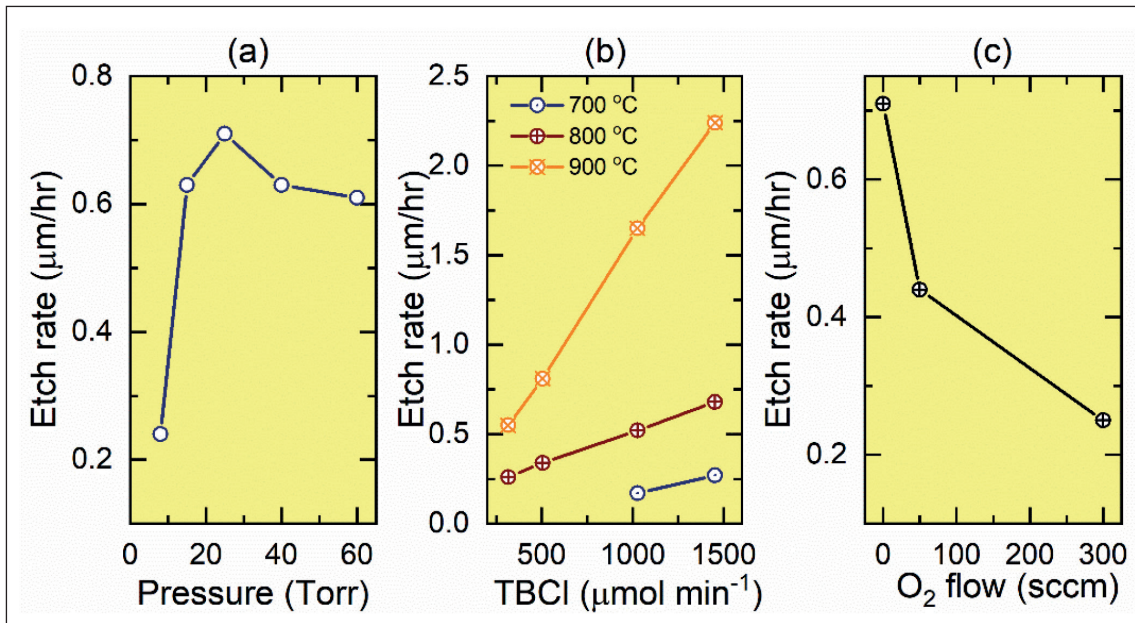 (a)
0.8
0.6
0.4
0.2
0 20 40 60
Etch rate (μm/hr)
Pressure (Torr)
(b)
2.5
2.0
1.5
1.0
0.5
0.0
500 1000 1500
700 °C
800 °C
900 °C
Etch rate (μm/hr)
TBCl (μmol min⁻¹)
(c)
0.6
0.4
0.2
0 100 200 300
Etch rate (μm/hr)
O₂ flow (sccm)